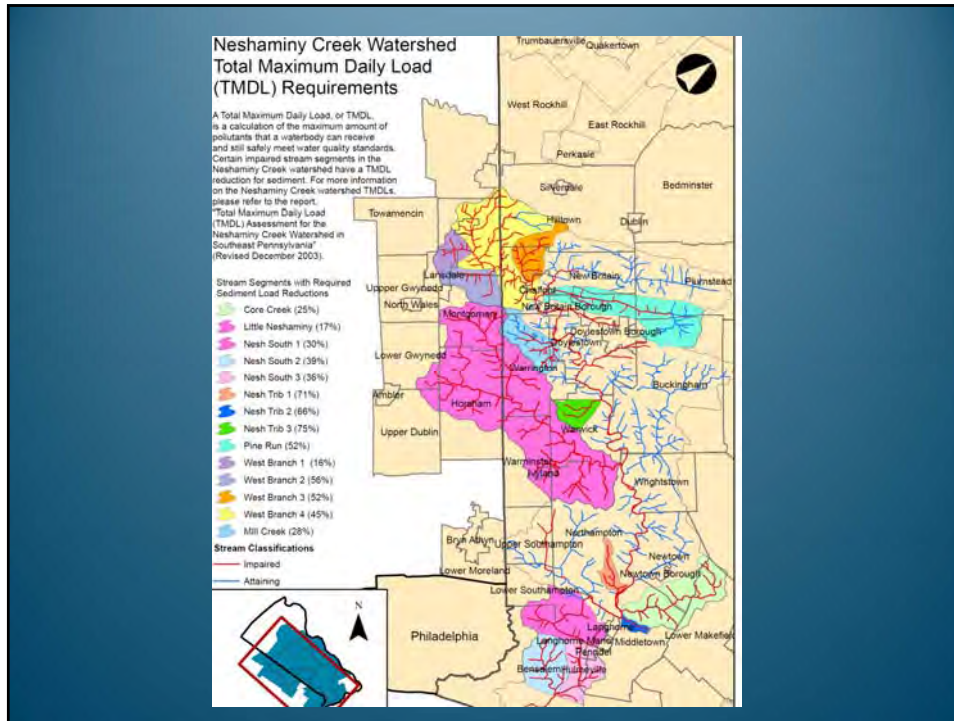 Neshaminy Creek Watershed
Total Maximum Daily Load
(TMDL) Requirements
A Total Maximum Daily Load, or TMDL,
is a calculation of the maximum amount of
pollutants that a waterbody can receive
and still safely meet water quality standards.
Certain impaired stream segments in the
Neshaminy Creek watershed have a TMDL
reduction for sediment. For more information
on the Neshaminy Creek watershed TMDLs,
please refer to the report.
"Total Maximum Daily Load
(TMDL) Assessment for the
Neshaminy Creek Watershed in
Southeast Pennsylvania"
(Revised December 2003).
Stream Segments with Required
Sediment Load Reductions
Core Creek (25%)
Little Neshaminy (17%)
Nesh South 1 (30%)
Nesh South 2 (39%)
Nesh South 3 (36%)
Nesh Trib 1 (71%)
Nesh Trib 2 (66%)
Nesh Trib 3 (75%)
Pine Run (52%)
West Branch 1 (16%)
West Branch 2 (56%)
West Branch 3 (52%)
West Branch 4 (45%)
Mill Creek (28%)
Stream Classifications
Impaired
Attaining
N
Trumbauersville
Quakertown
West Rockhill
East Rockhill
Perkasie
Silverdale
Bedminster
Towamencin
Hilltown
Dublin
Lansdale
New Britain
Plumstead
Upper Gwynedd
Chalfont
North Wales
New Britain Borough
Montgomery
Doylestown Borough
Doylestown
Lower Gwynedd
Warrington
Buckingham
Ambler
Horsham
Upper Dublin
Warwick
Warminster
Ivyland
Wrightstown
Northampton
Bryn Athyn
Upper Southampton
Newtown
Lower Moreland
Newtown Borough
Lower Southampton
Langhorne
Philadelphia
Langhorne Manor
Middletown
Lower Makefield
Penndel
Bensalem
Hulmeville